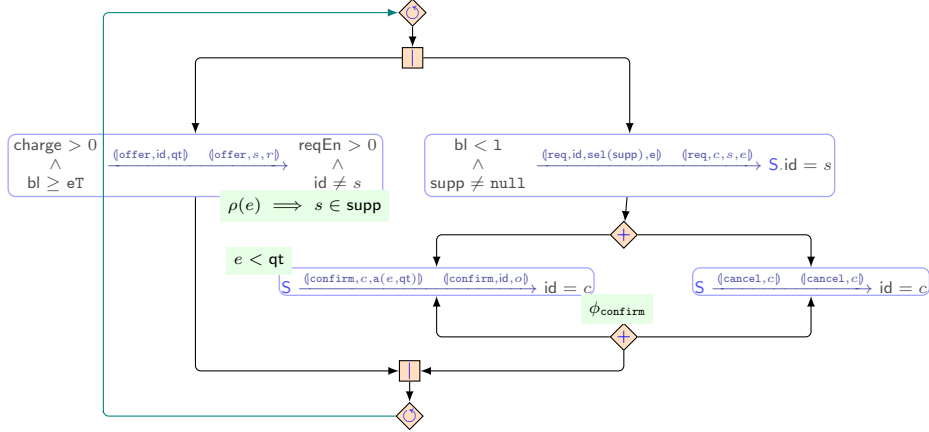 |
charge > 0
∧
bl ≥ eT
⦇offer,id,qt⦈ ⦇offer,s,r⦈
reqEn > 0
∧
id ≠ s
bl < 1
∧
supp ≠ null
⦇req,id,sel(supp),e⦈ ⦇req,c,s,e⦈
S.id = s
ρ(e) ⟹ s ∈ supp
+
e < qt
S ⦇confirm,c,a(e,qt)⦈ ⦇confirm,id,o⦈ id = c
S ⦇cancel,c⦈ ⦇cancel,c⦈ id = c
ϕconfirm
+
|